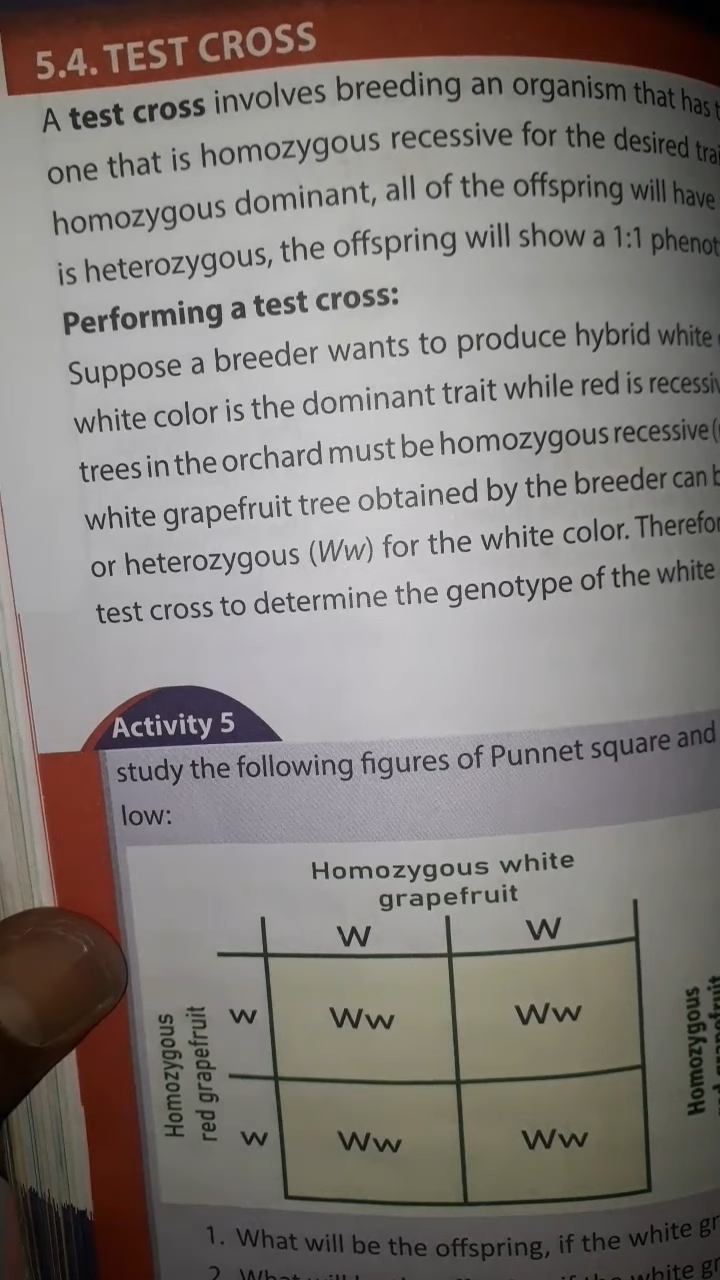 5.4. TEST CROSS
A test cross involves breeding an organism that has
one that is homozygous recessive for the desired
homozygous dominant, all of the offspring will have
is heterozygous, the offspring will show a 1:1
Performing a test cross:
Suppose a breeder wants to produce hybrid white
white color is the dominant trait while red is
trees in the orchard must be homozygous recessive
white grapefruit tree obtained by the breeder can
or heterozygous (Ww) for the white color.
test cross to determine the genotype of the white
Activity 5
study the following figures of Punnet square and
low:
Homozygous white
grapefruit
W W
w Ww Ww
w Ww Ww
Homozygous
red grapefruit
Homozygous
1. What will be the offspring, if the white
2.